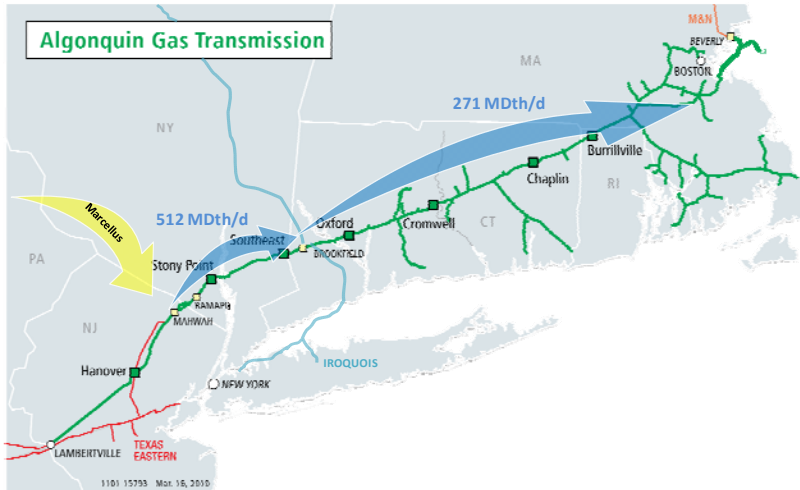 Algonquin Gas Transmission
M&N
BEVERLY
BOSTON
MA
271 MDth/d
NY
Burrillville
Chaplin
RI
Marcellus
512 MDth/d
Southeast
Oxford
Cromwell
CT
BROOKFIELD
PA
Stony Point
RAMAPO
MAHWAH
NJ
Hanover
IROQUOIS
NEW YORK
TEXAS
EASTERN
LAMBERTVILLE
1101 15793 Mar. 16, 2010